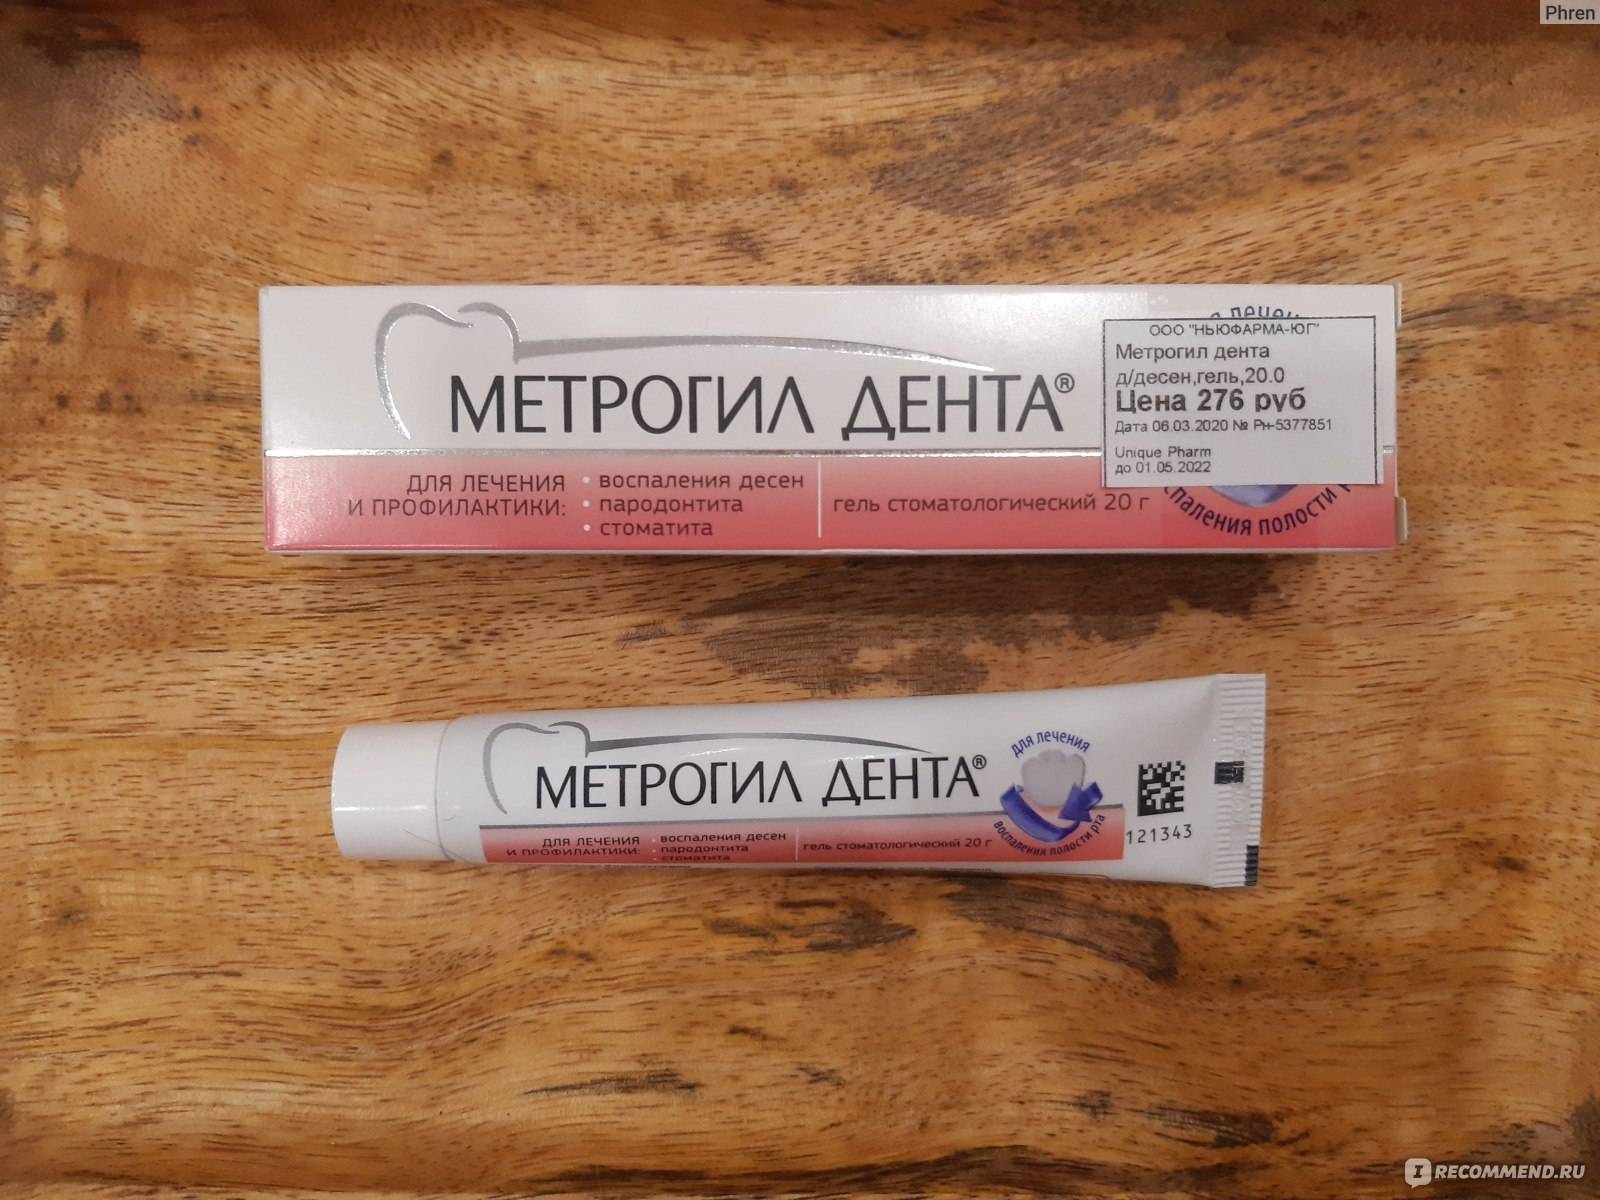 Phren
МЕТРОГИЛ ДЕНТА®
ДЛЯ ЛЕЧЕНИЯ
И ПРОФИЛАКТИКИ:
• воспаления десен
• пародонтита
• стоматита
гель стоматологический 20 г
ООО "НЬЮФАРМА-ЮГ"
Метрогил дента
д/десен,гель,20.0
Цена 276 руб
Дата 06.03.2020 № Рн-5377851
Unique Pharm
до 01.05.2022
полости
МЕТРОГИЛ ДЕНТА®
ДЛЯ ЛЕЧЕНИЯ
И ПРОФИЛАКТИКИ:
• воспаления десен
• пародонтита
• стоматита
гель стоматологический 20 г
для лечения
воспаления полости рта
121343
IRECOMMEND.RU